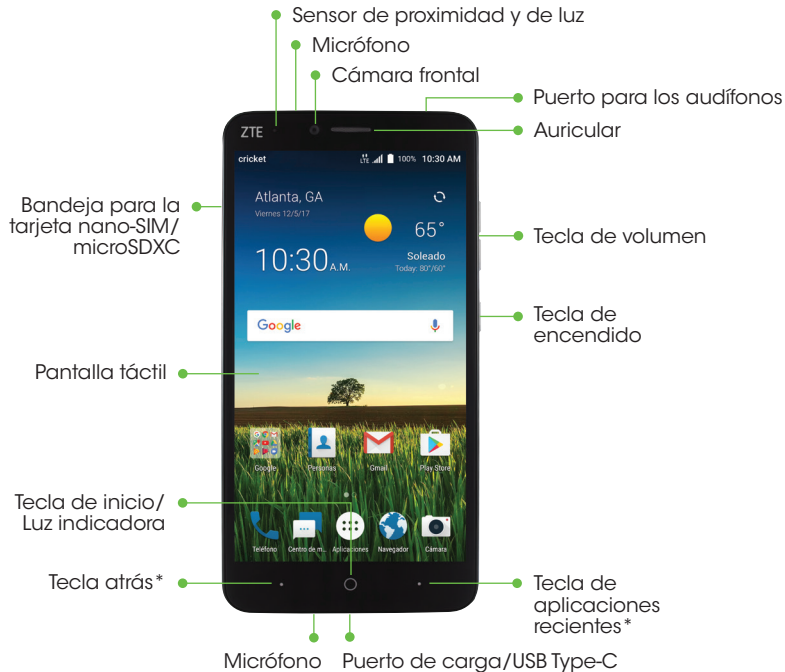 Sensor de proximidad y de luz
Micrófono
Cámara frontal
Puerto para los audífonos
Auricular
ZTE
cricket
LTE 100% 10:30 AM
Atlanta, GA
Viernes 12/5/17
65°
10:30 A.M.
Soleado
Today: 80°/60°
Bandeja para la
tarjeta nano-SIM/
microSDXC
Tecla de volumen
Google
Tecla de
encendido
Pantalla táctil
Google Personas Gmail Play Store
Tecla de inicio/
Luz indicadora
Teléfono Centro de m... Aplicaciones Navegador Cámara
Tecla atrás*
Tecla de
aplicaciones
recientes*
Micrófono
Puerto de carga/USB Type-C